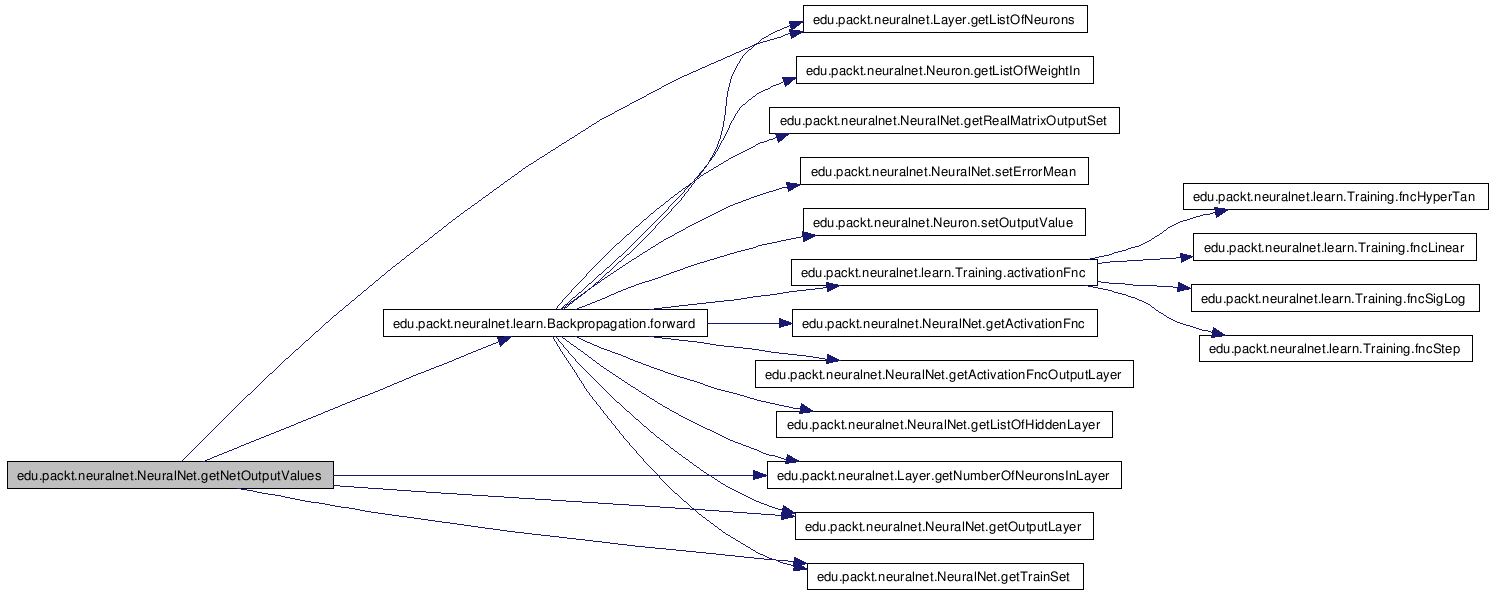 edu.packt.neuralnet.Layer.getListOfNeurons
edu.packt.neuralnet.Neuron.getListOfWeightIn
edu.packt.neuralnet.NeuralNet.getRealMatrixOutputSet
edu.packt.neuralnet.NeuralNet.setErrorMean
edu.packt.neuralnet.learn.Training.fncHyperTan
edu.packt.neuralnet.Neuron.setOutputValue
edu.packt.neuralnet.learn.Training.fncLinear
edu.packt.neuralnet.learn.Training.activationFnc
edu.packt.neuralnet.learn.Training.fncSigLog
edu.packt.neuralnet.learn.Backpropagation.forward
edu.packt.neuralnet.NeuralNet.getActivationFnc
edu.packt.neuralnet.learn.Training.fncStep
edu.packt.neuralnet.NeuralNet.getActivationFncOutputLayer
edu.packt.neuralnet.NeuralNet.getListOfHiddenLayer
edu.packt.neuralnet.NeuralNet.getNetOutputValues
edu.packt.neuralnet.Layer.getNumberOfNeuronsInLayer
edu.packt.neuralnet.NeuralNet.getOutputLayer
edu.packt.neuralnet.NeuralNet.getTrainSet